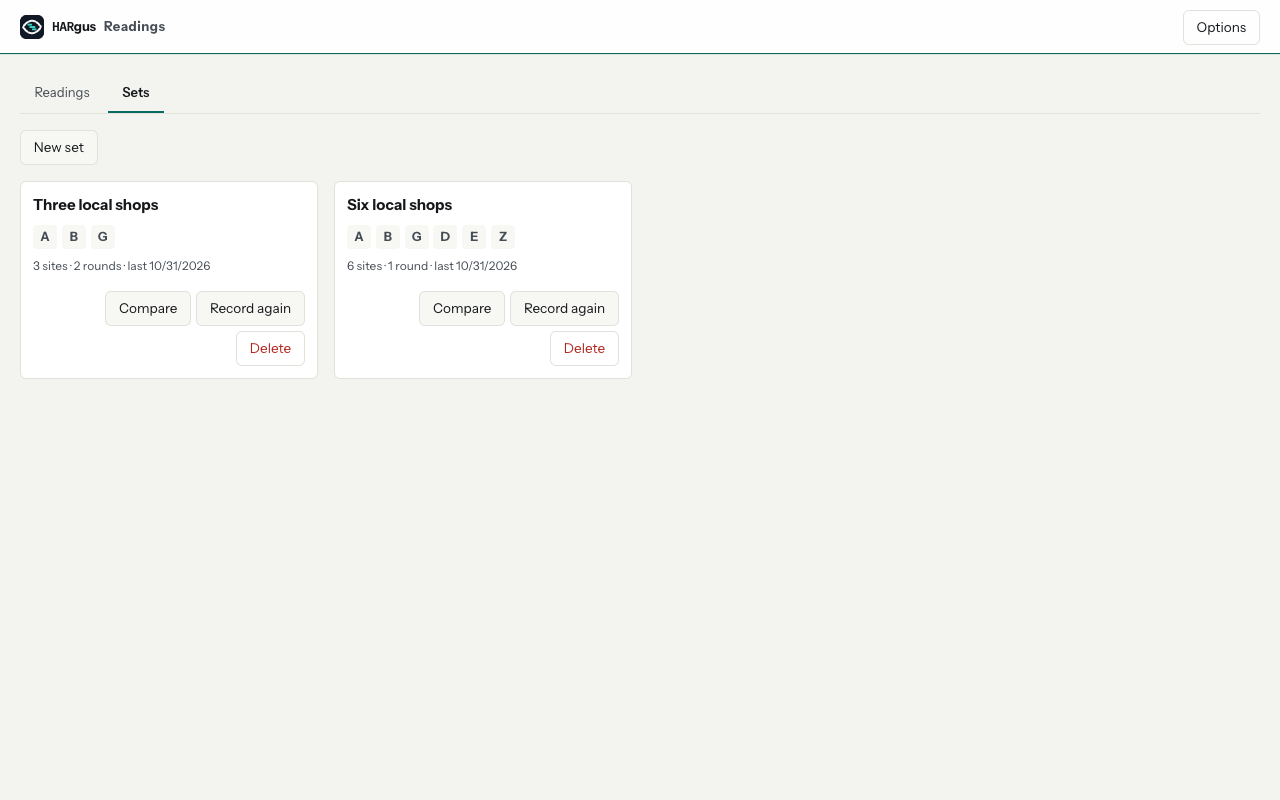 HARgus Readings
Options
Readings
Sets
New set
Three local shops
A B G
3 sites · 2 rounds · last 10/31/2026
Compare
Record again
Delete
Six local shops
A B G D E Z
6 sites · 1 round · last 10/31/2026
Compare
Record again
Delete